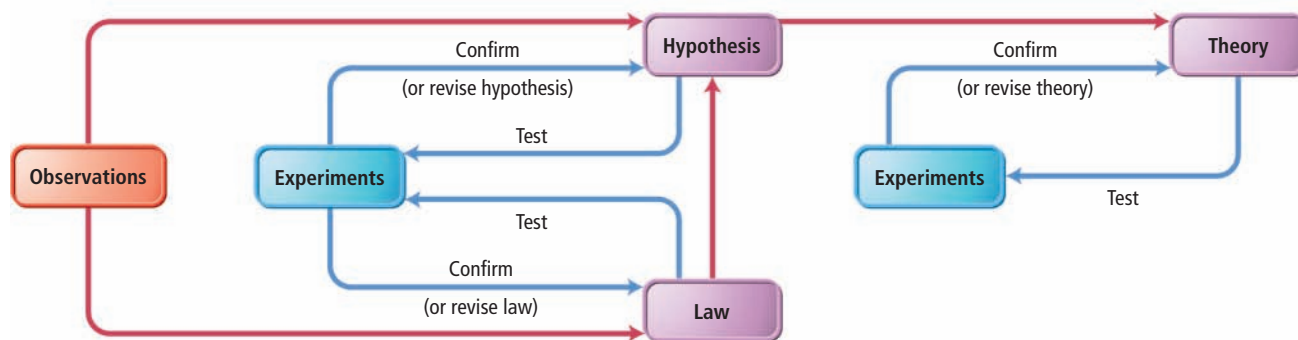 Confirm
Hypothesis
(or revise hypothesis)
Confirm
Theory
(or revise theory)
Test
Observations
Experiments
Experiments
Test
Test
Confirm
(or revise law)
Law